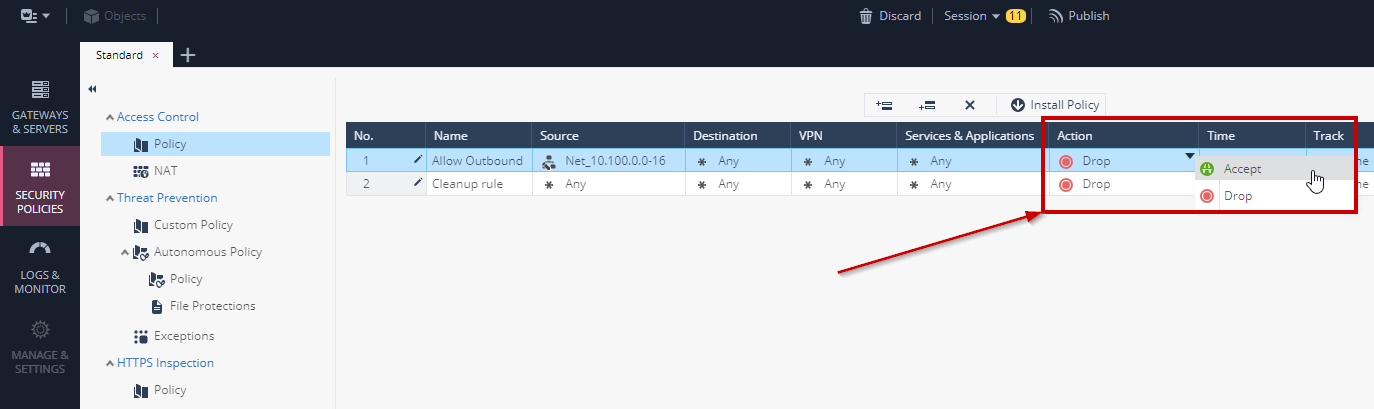 Objects
Discard
Session 11
Publish
Standard × +
GATEWAYS
& SERVERS
SECURITY
POLICIES
LOGS &
MONITOR
MANAGE &
SETTINGS
Access Control
Policy
NAT
Threat Prevention
Custom Policy
Autonomous Policy
Policy
File Protections
Exceptions
HTTPS Inspection
Policy
Install Policy
No. Name Source Destination VPN Services & Applications Action Time Track
1 Allow Outbound Net_10.100.0.0-16 * Any * Any * Any Drop
2 Cleanup rule * Any * Any * Any * Any Drop
Accept
Drop